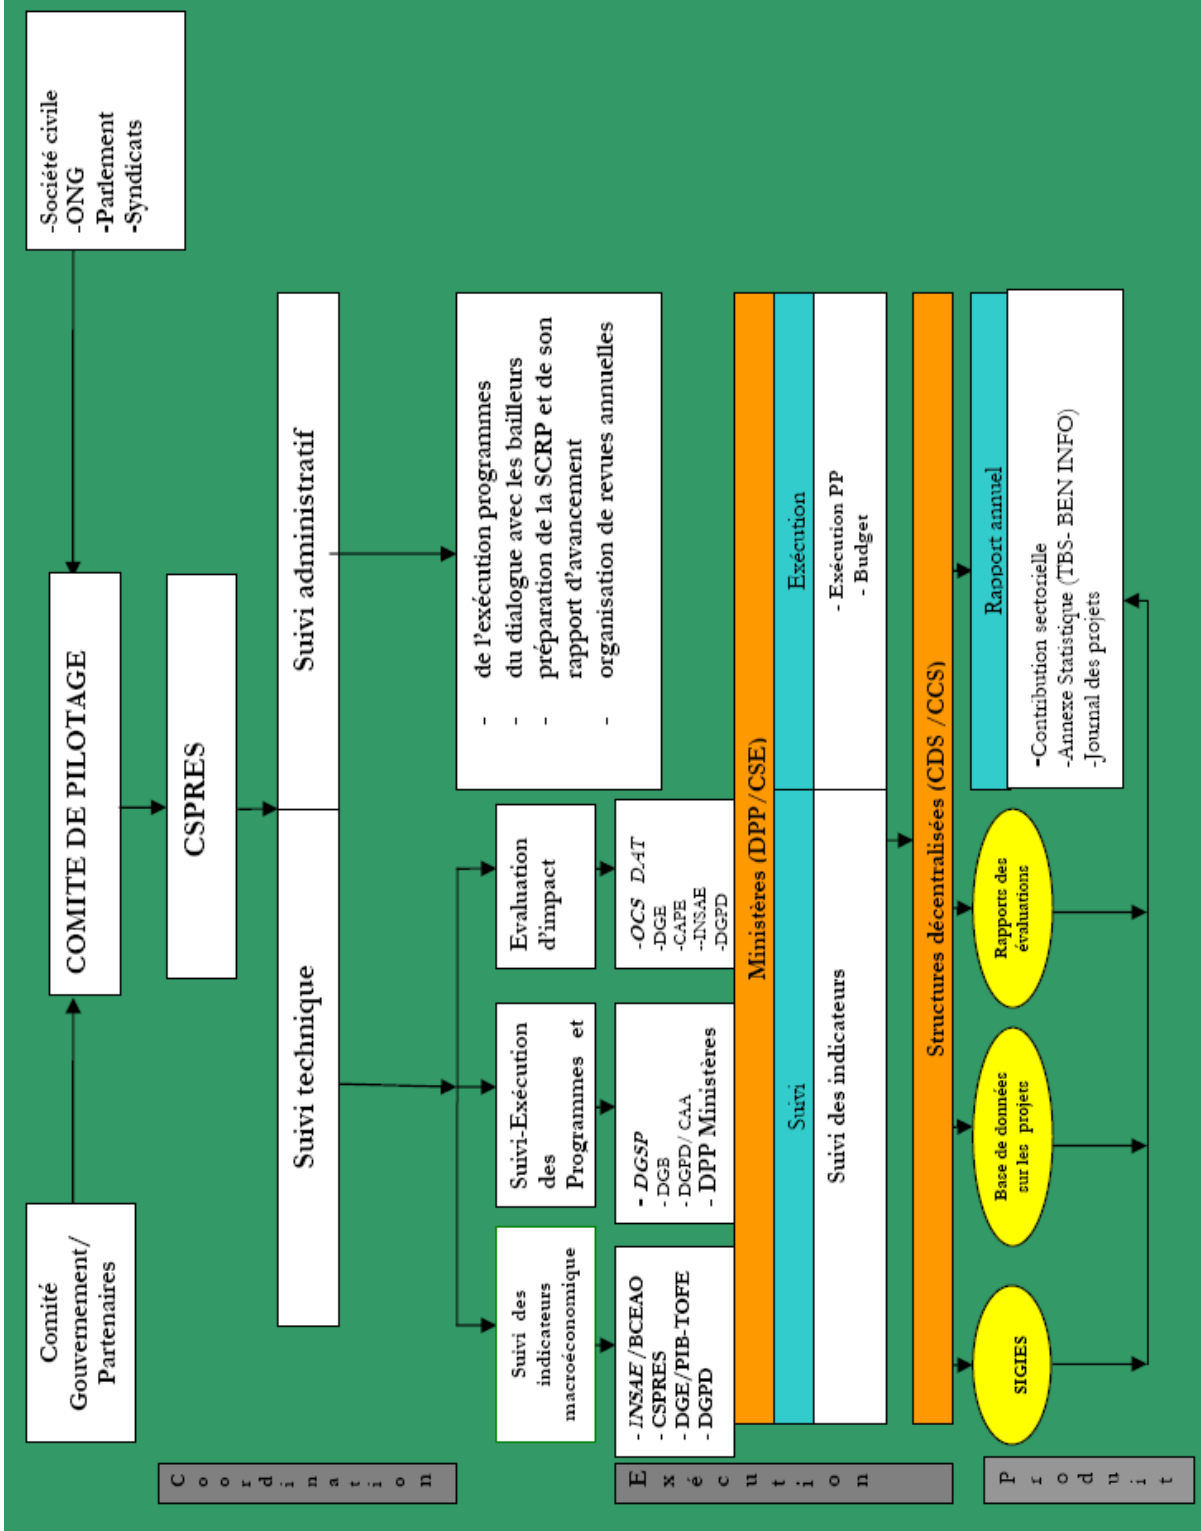 Comité
Gouvernement/
Partenaires
COMITE DE PILOTAGE
-Société civile
-ONG
-Parlement
-Syndicats
Coordination
CSPRES
Suivi technique
Suivi administratif
Suivi des
indicateurs
macroéconomique
Suivi-Exécution
des
Programmes et
Evaluation
d'impact
- de l'exécution programmes
- du dialogue avec les bailleurs
- préparation de la SCRP et de son
rapport d'avancement
- organisation de revues annuelles
Exécution
- INSAE/BCEAO
- CSPRES
- DGE/PIB-TOFE
- DGPD
- DGSP
- DGB
- DGPD/ CAA
- DPP Ministères
-OCS DAT
-DGE
-CAPE
--INSAE
-DGPD
Ministères (DPP/CSE)
Suivi
Exécution
Suivi des indicateurs
- Exécution PP
- Budget
Structures décentralisées (CDS /CCS)
Produit
SIGIES
Base de données
sur les projets
Rapports des
évaluations
Rapport annuel
-Contribution sectorielle
-Annexe Statistique (TBS- BEN INFO)
-Journal des projets